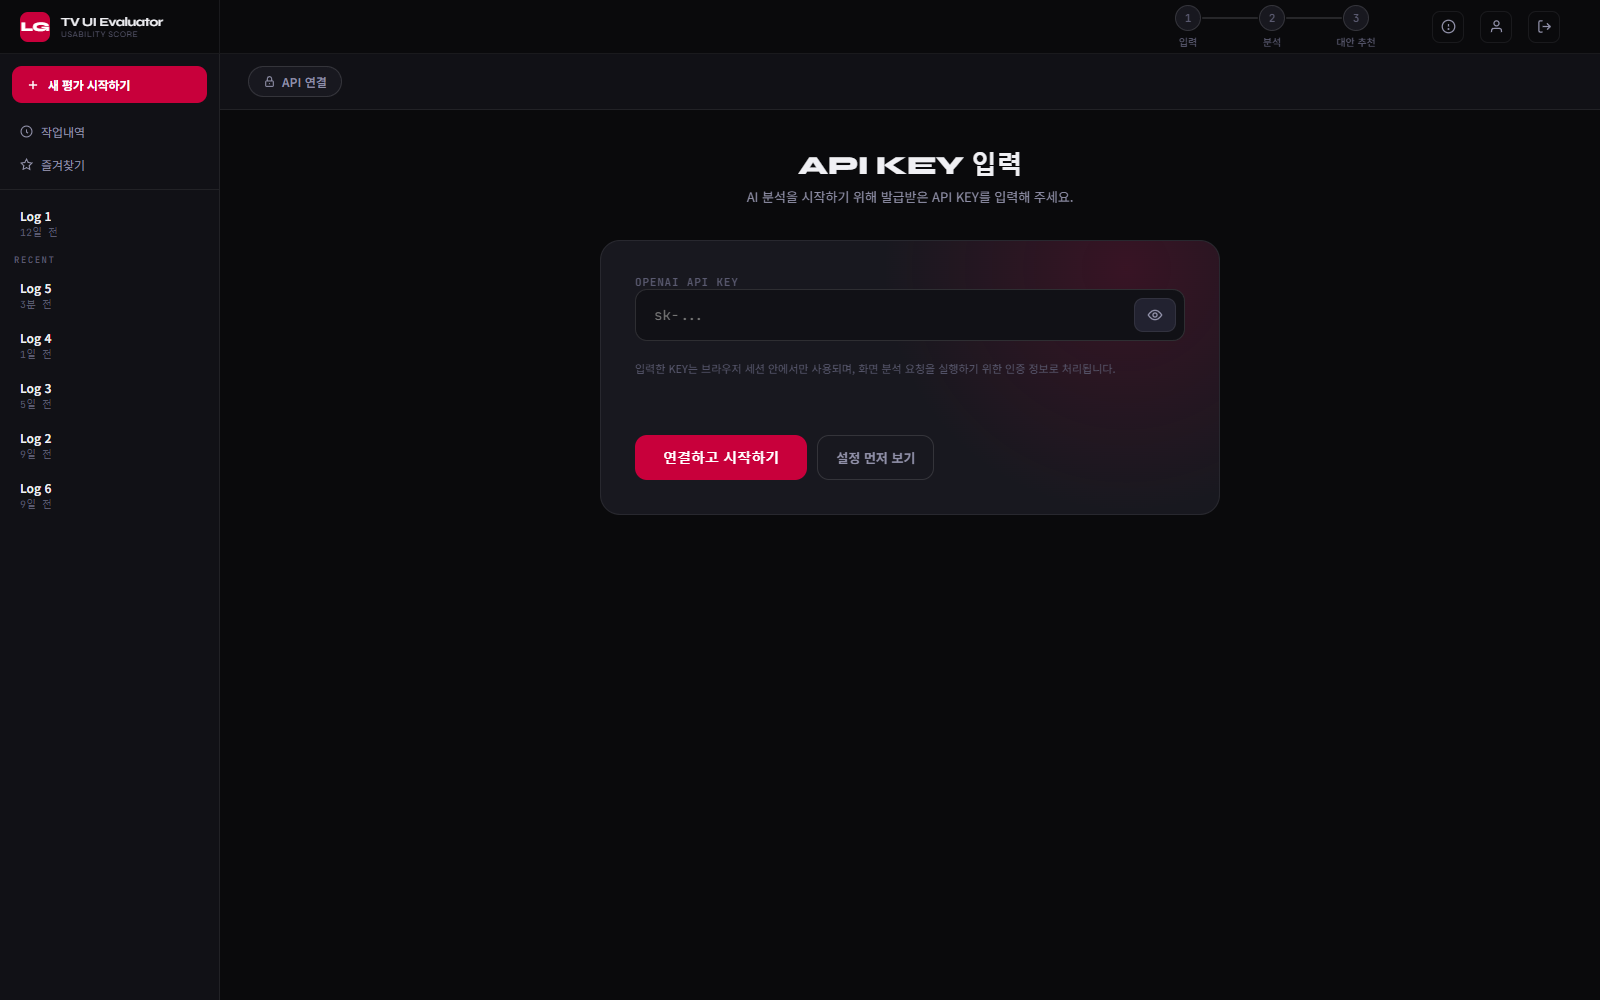 LG
TV UI Evaluator
USABILITY SCORE
1
2
3
입력
분석
대안 추천
새 평가 시작하기
작업내역
즐겨찾기
Log 1
12일 전
RECENT
Log 5
3분 전
Log 4
1일 전
Log 3
5일 전
Log 2
9일 전
Log 6
9일 전
API 연결
API KEY 입력
AI 분석을 시작하기 위해 발급받은 API KEY를 입력해 주세요.
OPENAI API KEY
sk-...
입력한 KEY는 브라우저 세션 안에서만 사용되며, 화면 분석 요청을 실행하기 위한 인증 정보로 처리됩니다.
연결하고 시작하기
설정 먼저 보기